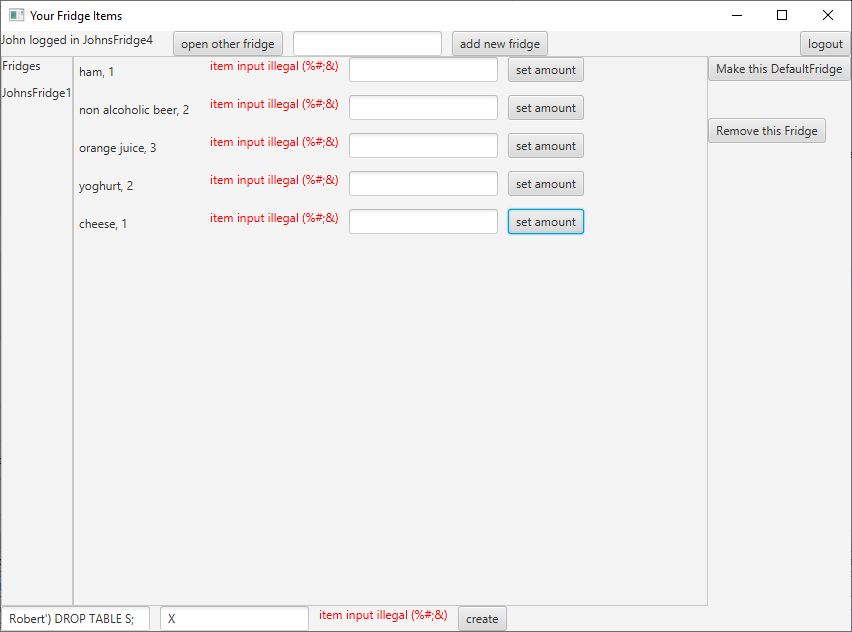 Your Fridge Items
John logged in JohnsFridge4 open other fridge add new fridge logout
Fridges
JohnsFridge1
ham, 1 item input illegal (%#;&) set amount
non alcoholic beer, 2 item input illegal (%#;&) set amount
orange juice, 3 item input illegal (%#;&) set amount
yoghurt, 2 item input illegal (%#;&) set amount
cheese, 1 item input illegal (%#;&) set amount
Make this DefaultFridge
Remove this Fridge
Robert') DROP TABLE S; X item input illegal (%#;&) create